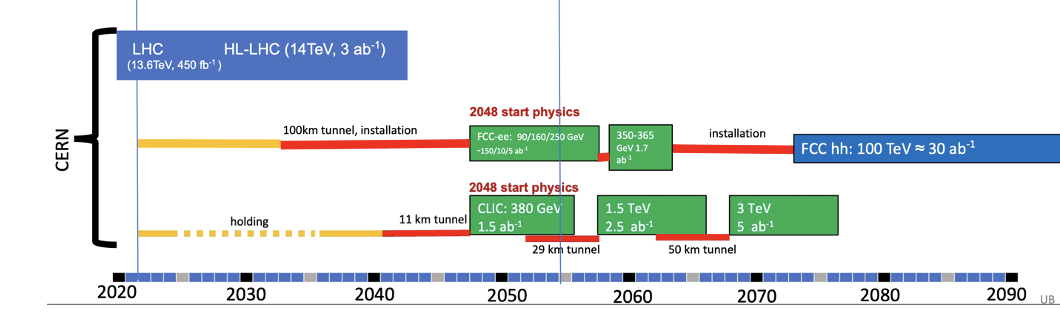 LHC HL-LHC (14TeV, 3 ab-1)
(13.6TeV, 450 fb-1 )
CERN
2048 start physics
100km tunnel, installation
FCC-ee: 90/160/250 GeV
~150/10/5 ab-1
350-365
GeV 1.7
ab-1
installation
FCC hh: 100 TeV ≈ 30 ab-1
2048 start physics
holding
11 km tunnel
CLIC: 380 GeV
1.5 ab-1
1.5 TeV
2.5 ab-1
3 TeV
5 ab-1
29 km tunnel
50 km tunnel
2020 2030 2040 2050 2060 2070 2080 2090
UB